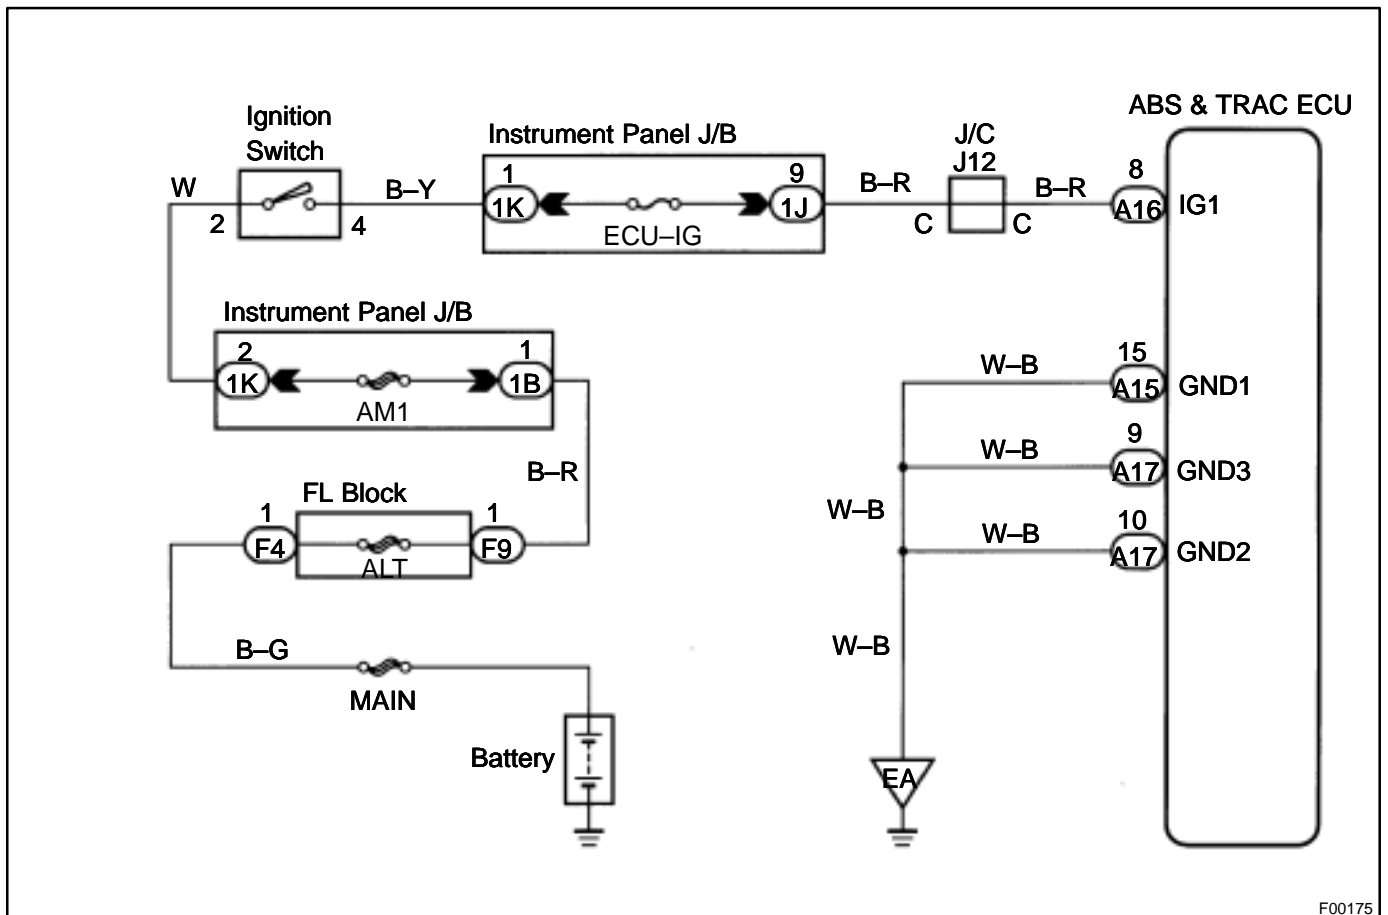 ABS & TRAC ECU
Ignition
Switch
Instrument Panel J/B
J/C
J12
W
2
4
B–Y
1
1K
ECU–IG
9
1J
B–R
C
C
B–R
8
A16
IG1
Instrument Panel J/B
2
1K
AM1
1
1B
B–R
W–B
15
A15
GND1
W–B
9
A17
GND3
W–B
W–B
10
A17
GND2
FL Block
1
F4
ALT
1
F9
B–G
MAIN
Battery
W–B
EA
F00175